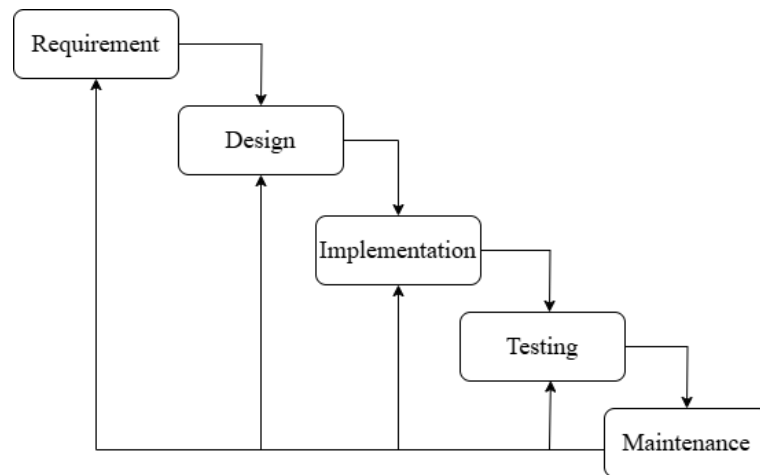 Requirement
Design
Implementation
Testing
Maintenance